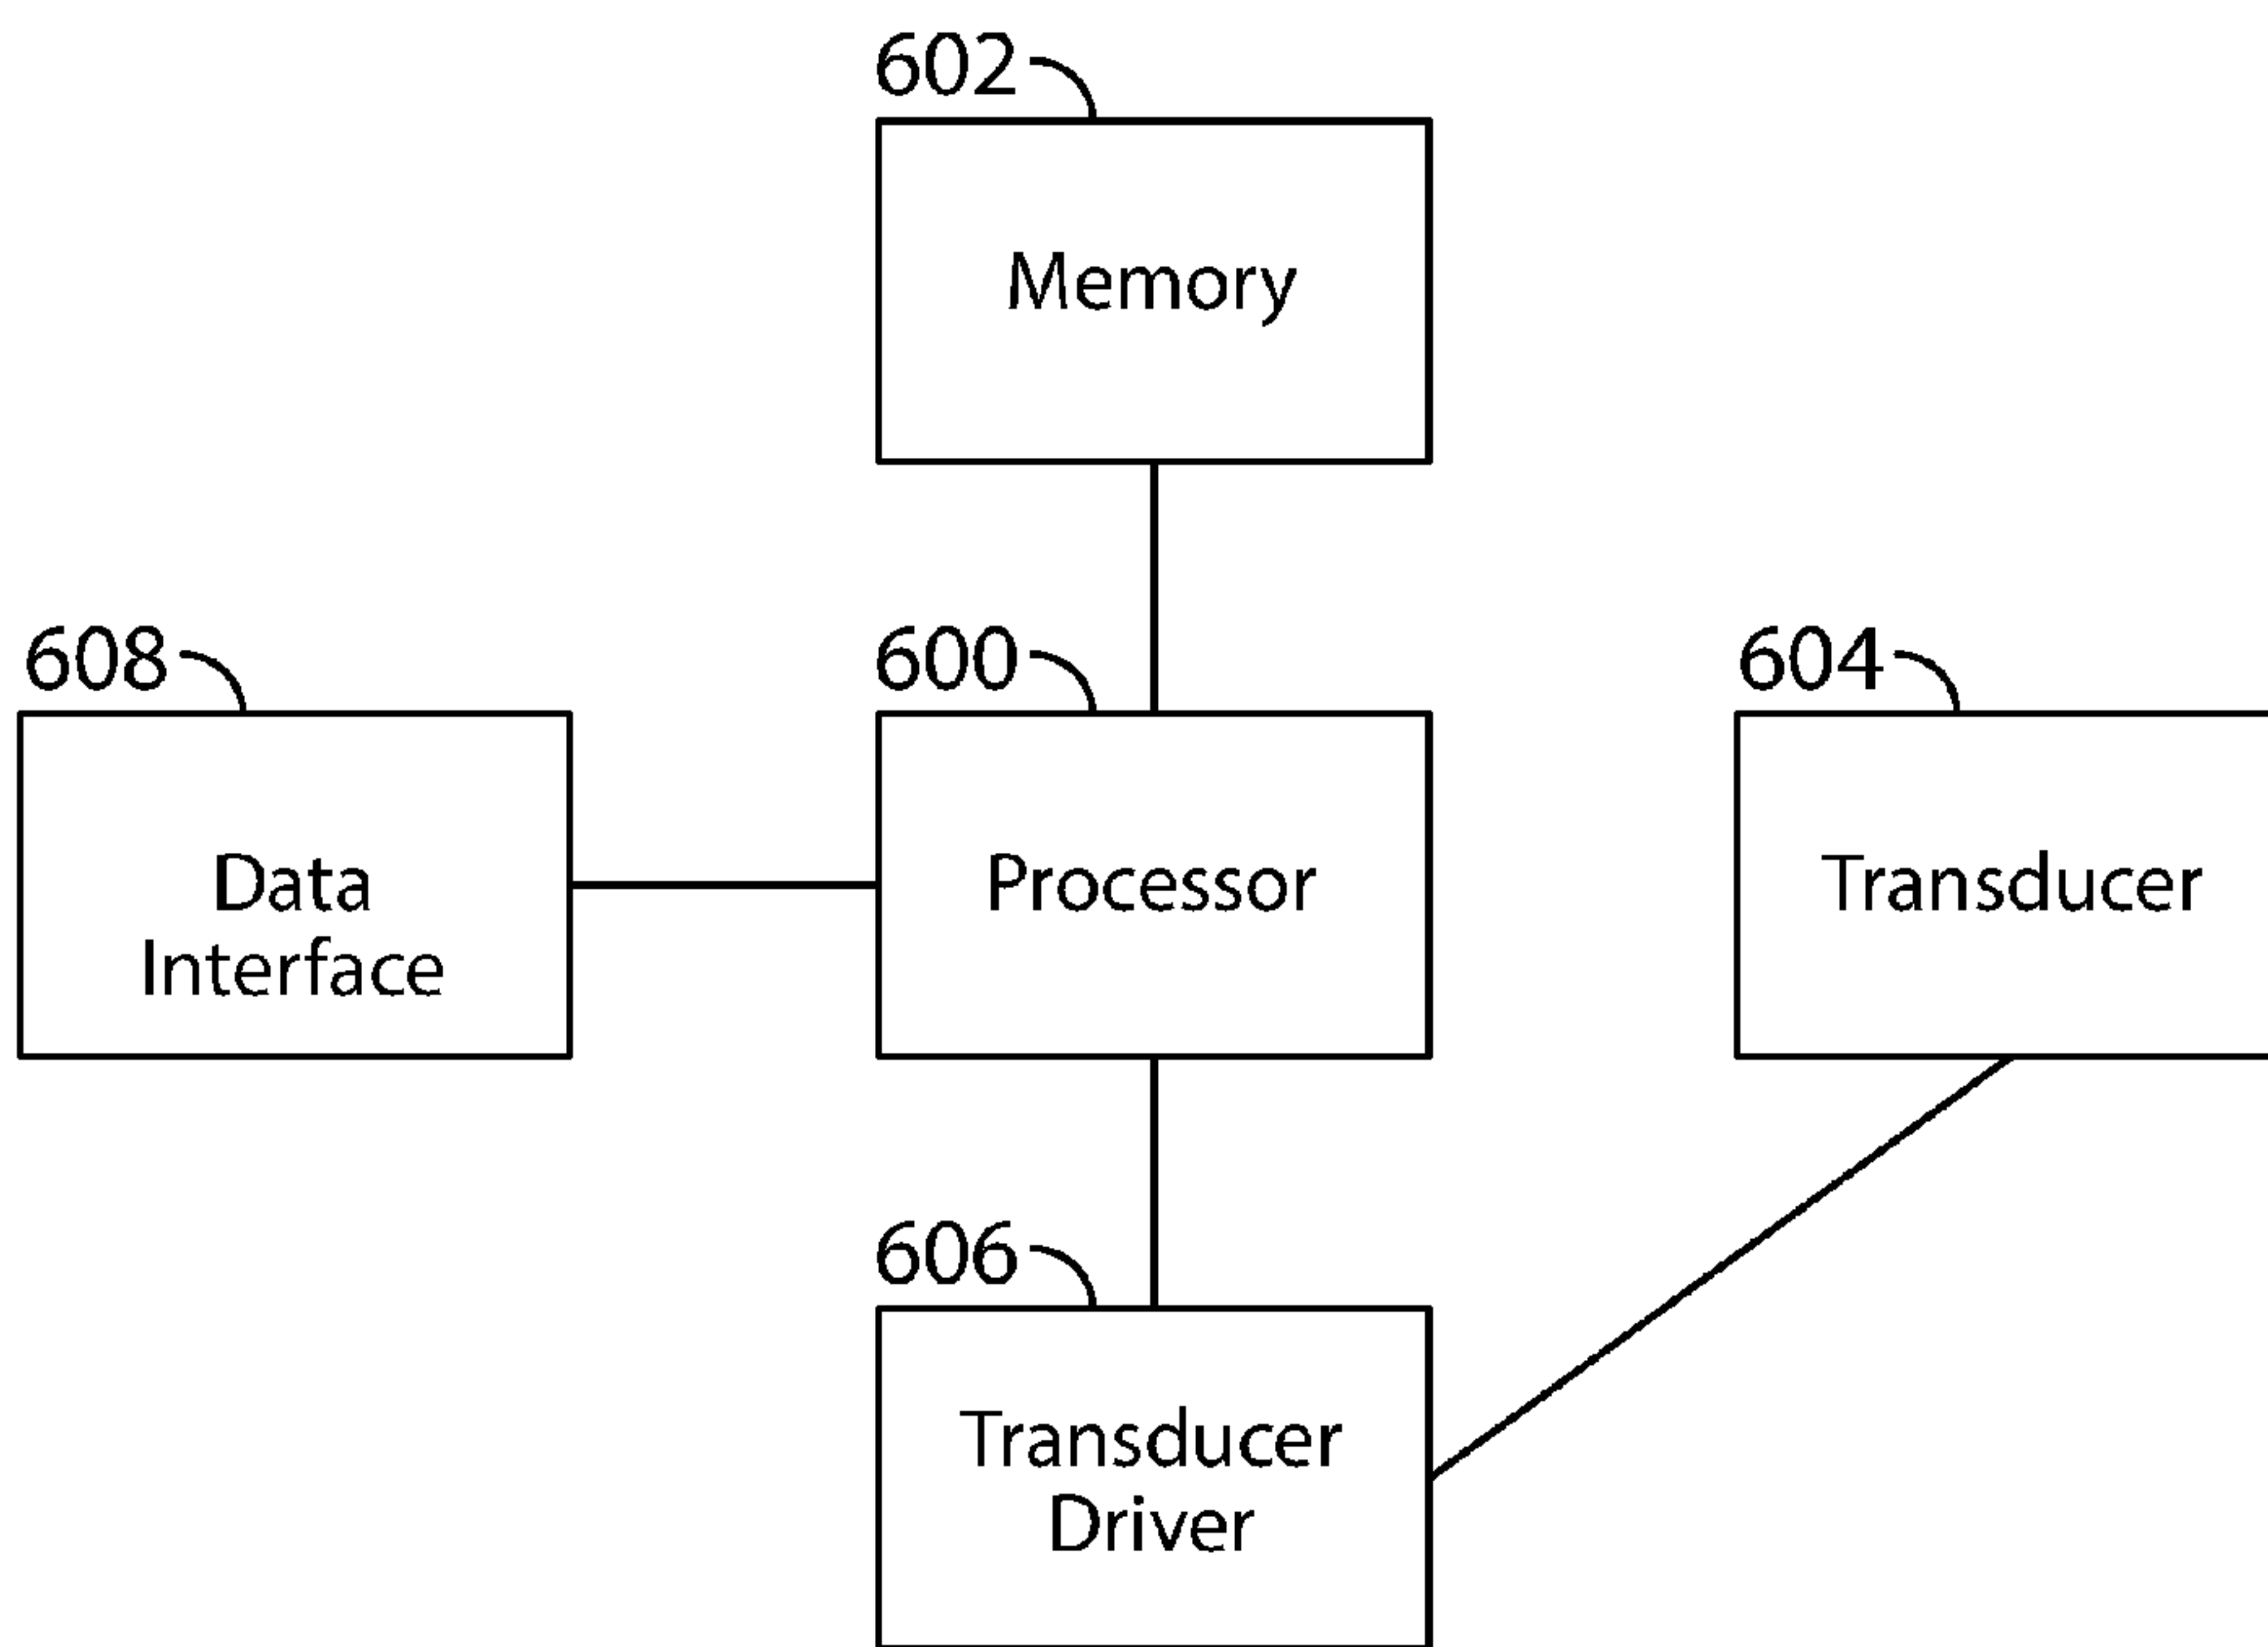 602
Memory
608
600
604
Data
Interface
Processor
Transducer
606
Transducer
Driver